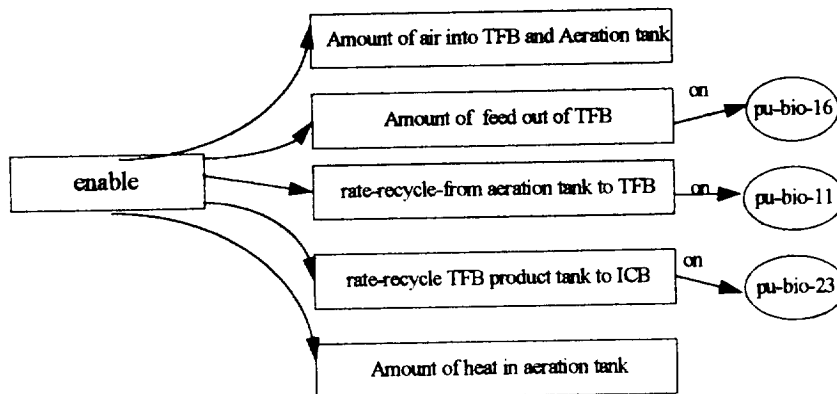 Amount of air into TFB and Aeration tank
on
Amount of feed out of TFB
pu-bio-16
enable
rate-recycle-from aeration tank to TFB
on
pu-bio-11
rate-recycle TFB product tank to ICB
on
pu-bio-23
Amount of heat in aeration tank